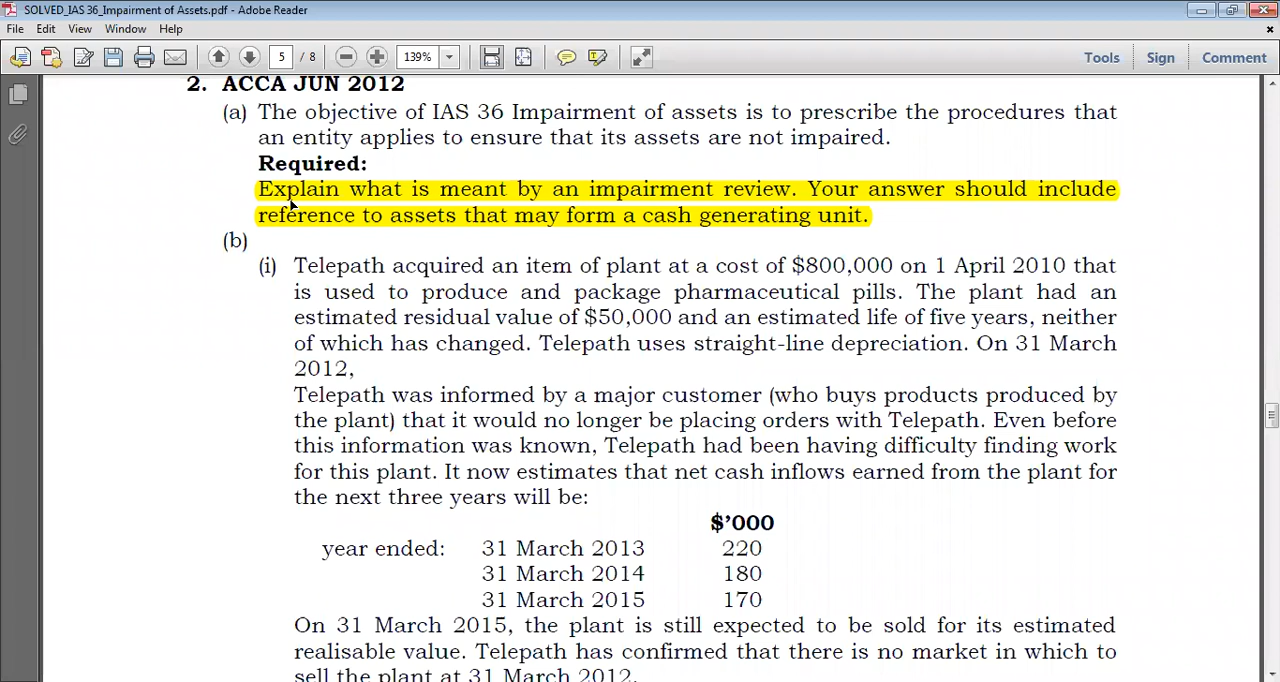 SOLVED_IAS 36_Impairment of Assets.pdf - Adobe Reader
File Edit View Window Help
5 / 8 139% Tools Sign Comment
2. ACCA JUN 2012
(a) The objective of IAS 36 Impairment of assets is to prescribe the procedures that
an entity applies to ensure that its assets are not impaired.
Required:
Explain what is meant by an impairment review. Your answer should include
reference to assets that may form a cash generating unit.
(b)
(i) Telepath acquired an item of plant at a cost of $800,000 on 1 April 2010 that
is used to produce and package pharmaceutical pills. The plant had an
estimated residual value of $50,000 and an estimated life of five years, neither
of which has changed. Telepath uses straight-line depreciation. On 31 March
2012,
Telepath was informed by a major customer (who buys products produced by
the plant) that it would no longer be placing orders with Telepath. Even before
this information was known, Telepath had been having difficulty finding work
for this plant. It now estimates that net cash inflows earned from the plant for
the next three years will be:
$’000
year ended: 31 March 2013 220
31 March 2014 180
31 March 2015 170
On 31 March 2015, the plant is still expected to be sold for its estimated
realisable value. Telepath has confirmed that there is no market in which to
sell the plant at 31 March 2012.